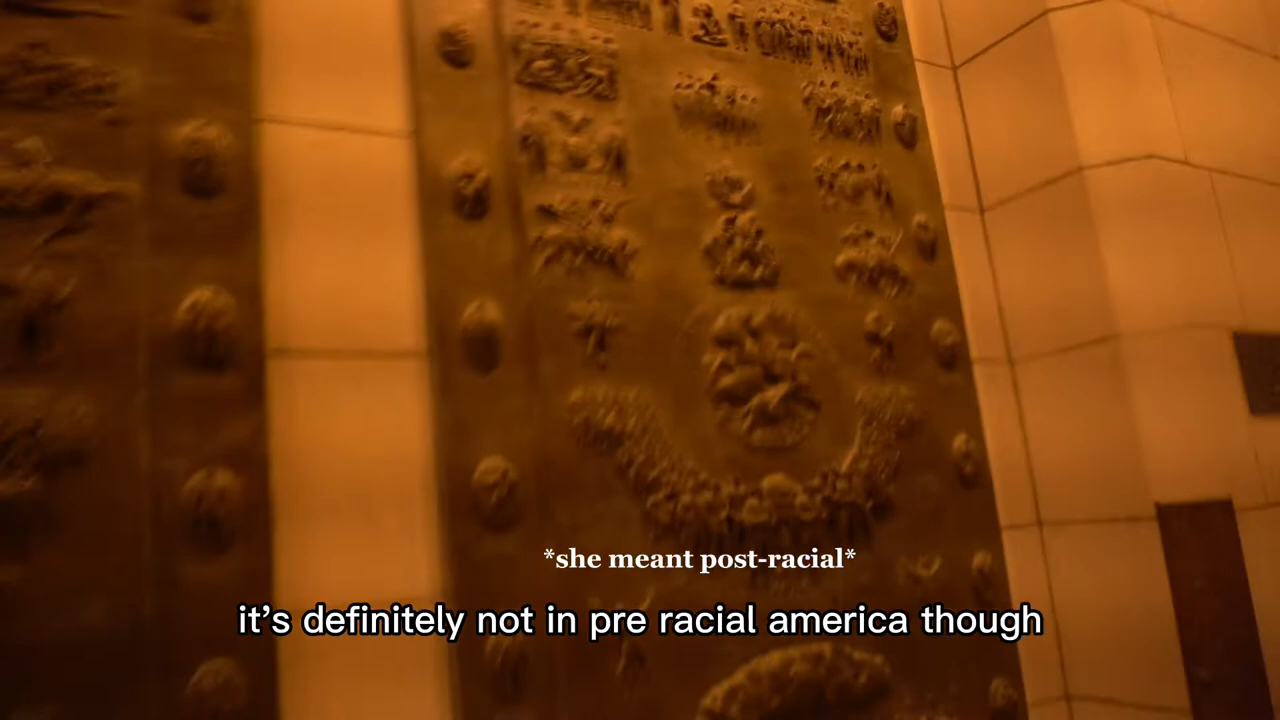 *she meant post-racial*
it’s definitely not in pre racial america though